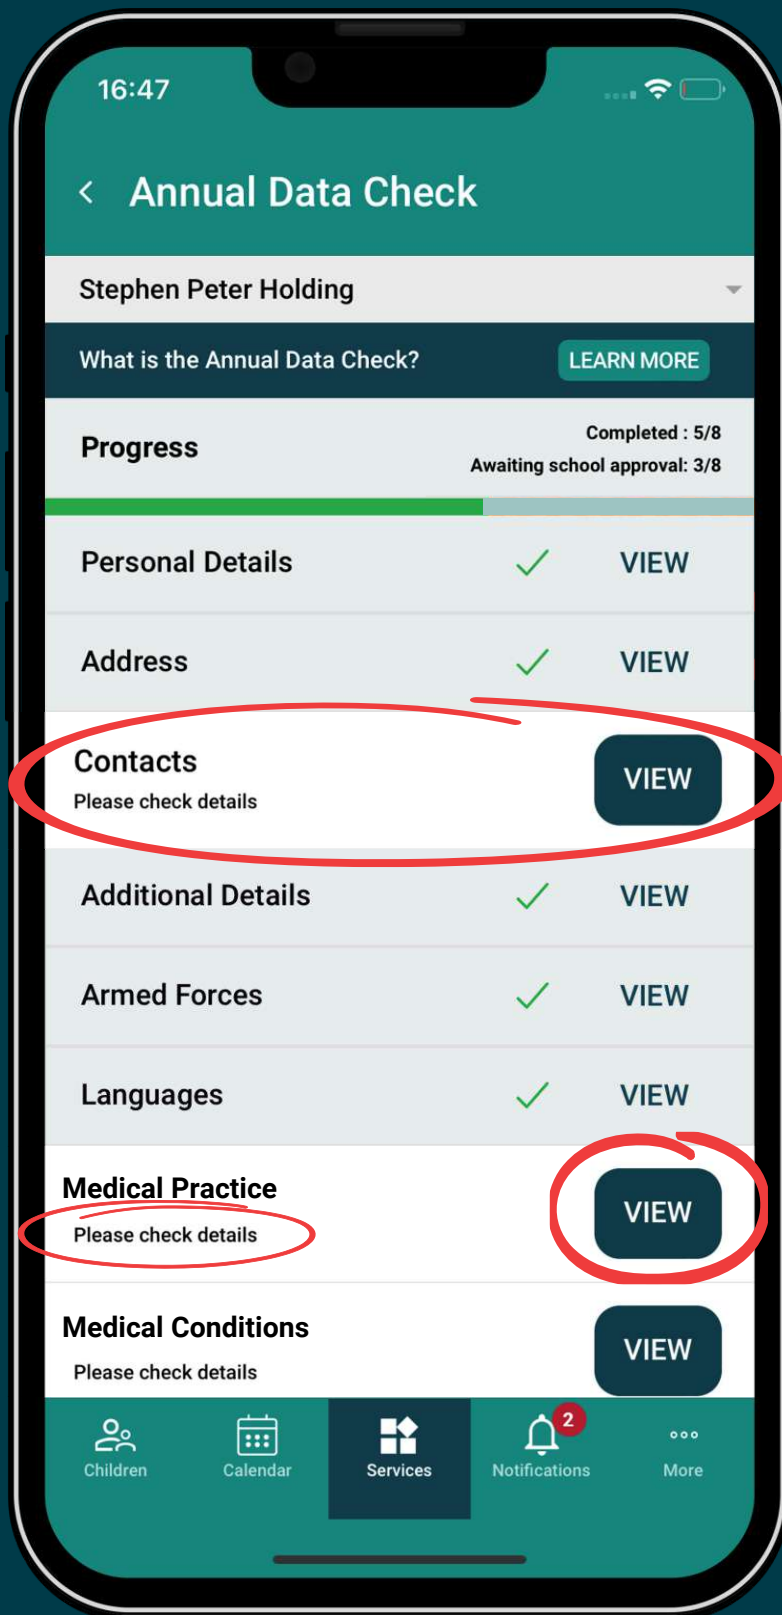 16:47
Annual Data Check
Stephen Peter Holding
What is the Annual Data Check? LEARN MORE
Progress
Completed : 5/8
Awaiting school approval: 3/8
Personal Details VIEW
Address VIEW
Contacts
Please check details
VIEW
Additional Details VIEW
Armed Forces VIEW
Languages VIEW
Medical Practice
Please check details
VIEW
Medical Conditions
Please check details
VIEW
2
Children Calendar Services Notifications More